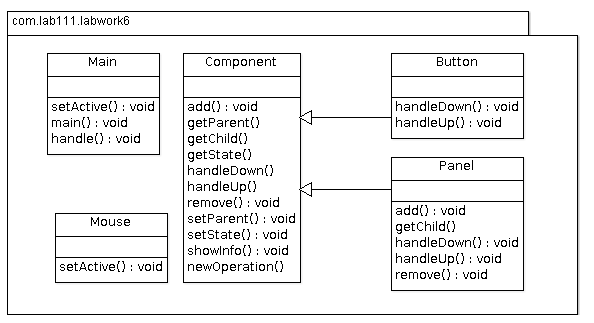 com.lab111.labwork6
Main
setActive() : void
main() : void
handle() : void
Component
add() : void
getParent()
getChild()
getState()
handleDown()
handleUp()
remove() : void
setParent() : void
setState() : void
showInfo() : void
newOperation()
Button
handleDown() : void
handleUp() : void
Panel
add() : void
getChild()
handleDown() : void
handleUp() : void
remove() : void
Mouse
setActive() : void